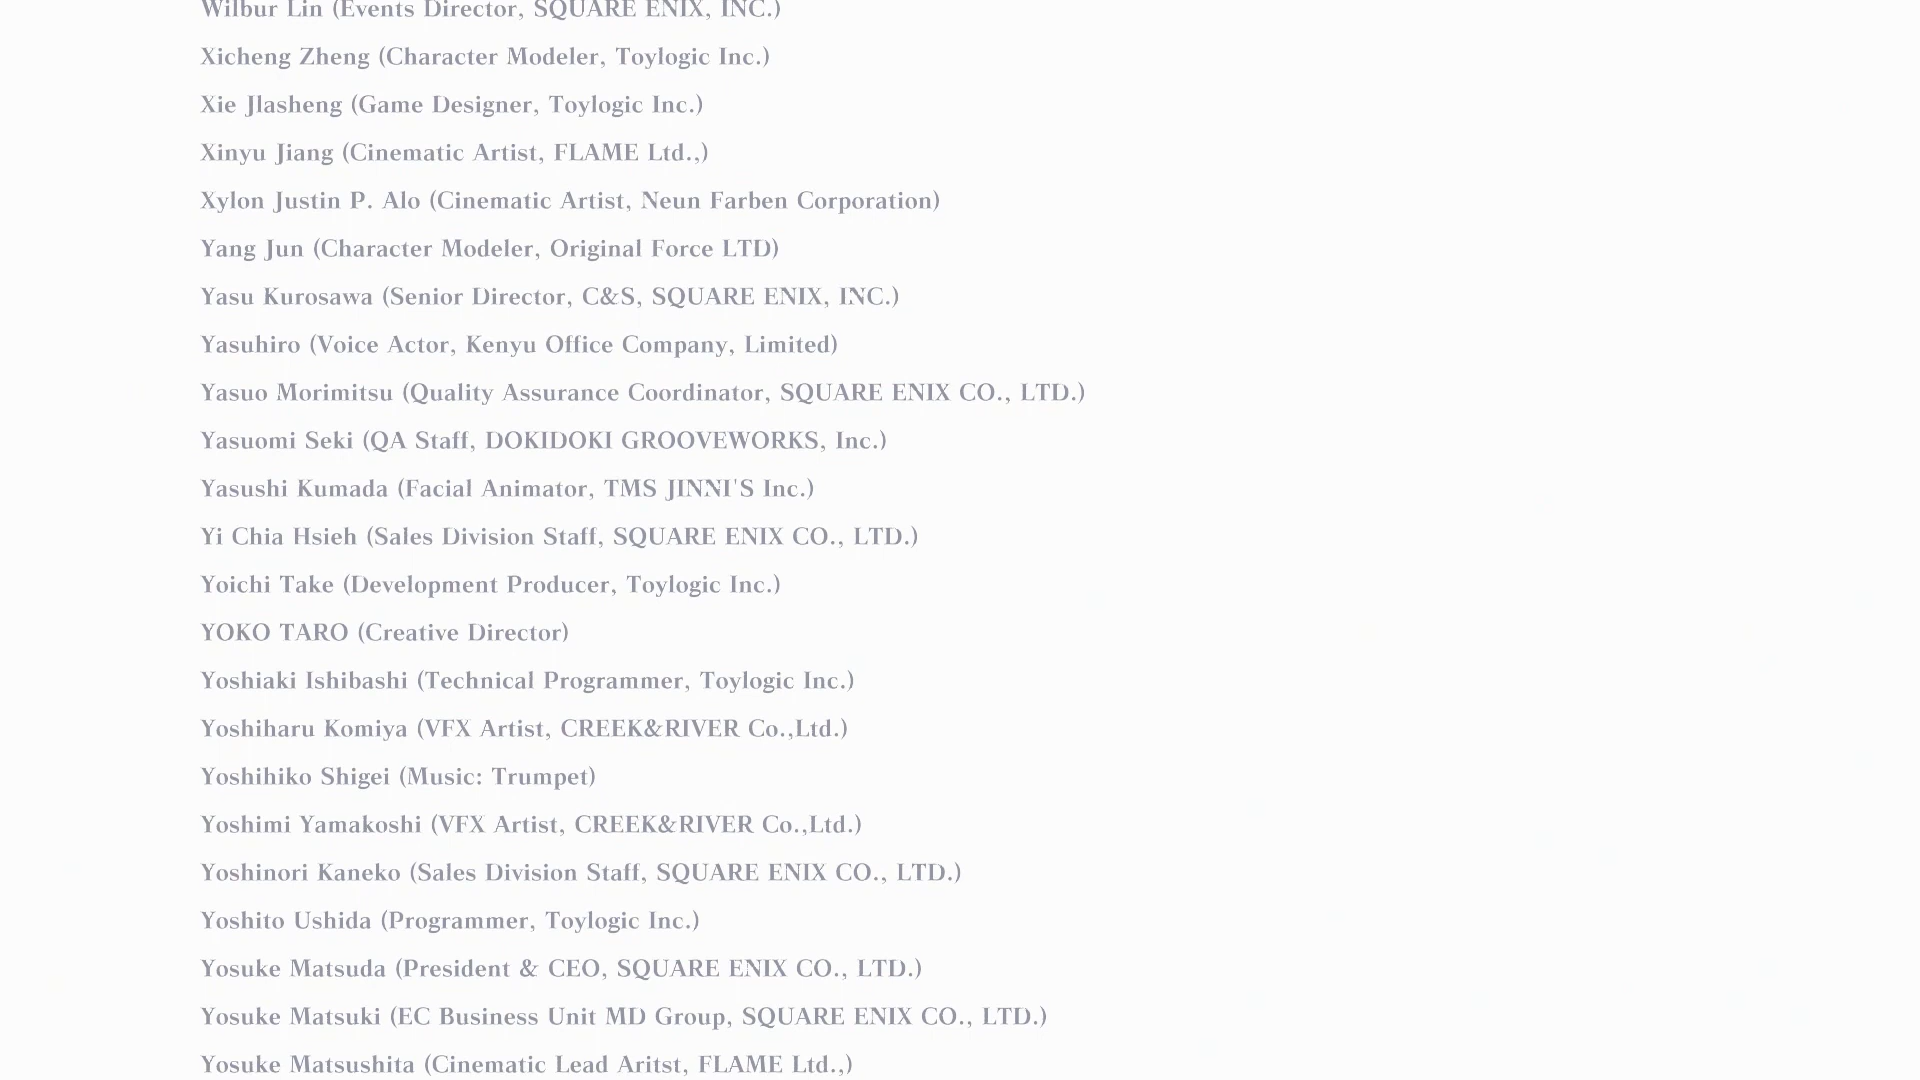 Wilbur Lin (Events Director, SQUARE ENIX, INC.)
Xicheng Zheng (Character Modeler, Toylogic Inc.)
Xie Jlasheng (Game Designer, Toylogic Inc.)
Xinyu Jiang (Cinematic Artist, FLAME Ltd.,)
Xylon Justin P. Alo (Cinematic Artist, Neun Farben Corporation)
Yang Jun (Character Modeler, Original Force LTD)
Yasu Kurosawa (Senior Director, C&S, SQUARE ENIX, INC.)
Yasuhiro (Voice Actor, Kenyu Office Company, Limited)
Yasuo Morimitsu (Quality Assurance Coordinator, SQUARE ENIX CO., LTD.)
Yasuomi Seki (QA Staff, DOKIDOKI GROOVEWORKS, Inc.)
Yasushi Kumada (Facial Animator, TMS JINNI'S Inc.)
Yi Chia Hsieh (Sales Division Staff, SQUARE ENIX CO., LTD.)
Yoichi Take (Development Producer, Toylogic Inc.)
YOKO TARO (Creative Director)
Yoshiaki Ishibashi (Technical Programmer, Toylogic Inc.)
Yoshiharu Komiya (VFX Artist, CREEK&RIVER Co.,Ltd.)
Yoshihiko Shigei (Music: Trumpet)
Yoshimi Yamakoshi (VFX Artist, CREEK&RIVER Co.,Ltd.)
Yoshinori Kaneko (Sales Division Staff, SQUARE ENIX CO., LTD.)
Yoshito Ushida (Programmer, Toylogic Inc.)
Yosuke Matsuda (President & CEO, SQUARE ENIX CO., LTD.)
Yosuke Matsuki (EC Business Unit MD Group, SQUARE ENIX CO., LTD.)
Yosuke Matsushita (Cinematic Lead Aritst, FLAME Ltd.,)